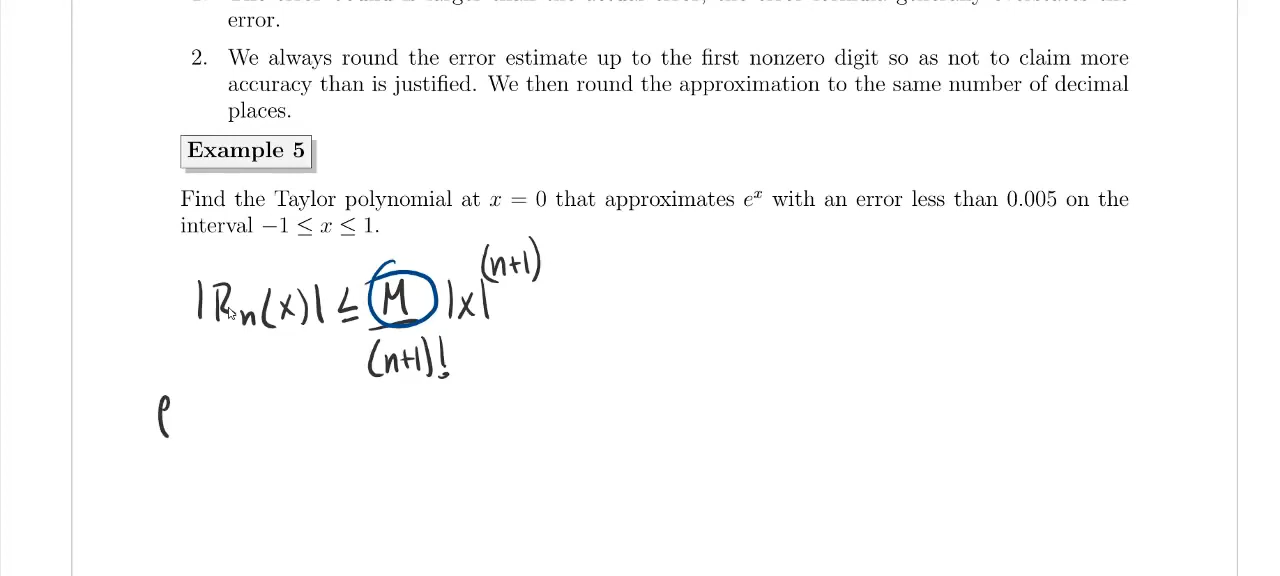 error.
2. We always round the error estimate up to the first nonzero digit so as not to claim more
accuracy than is justified. We then round the approximation to the same number of decimal
places.
Example 5
Find the Taylor polynomial at x = 0 that approximates e^x with an error less than 0.005 on the
interval −1 ≤ x ≤ 1.
|R_n(x)| ≤ M/(n+1)! |x|^(n+1)